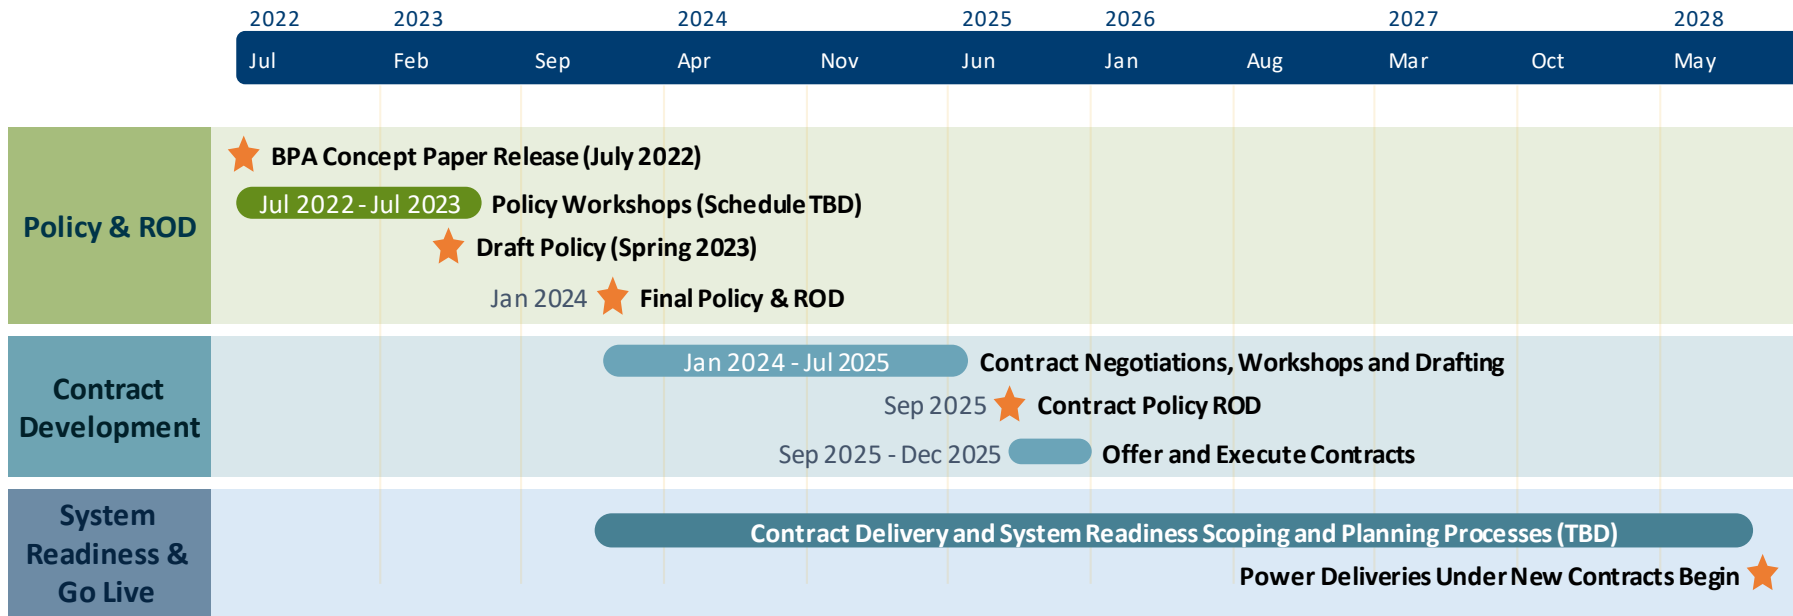 2022 2023 2024 2025 2026 2027 2028
Jul Feb Sep Apr Nov Jun Jan Aug Mar Oct May
Policy & ROD
BPA Concept Paper Release (July 2022)
Jul 2022 - Jul 2023 Policy Workshops (Schedule TBD)
Draft Policy (Spring 2023)
Jan 2024 Final Policy & ROD
Contract
Development
Jan 2024 - Jul 2025 Contract Negotiations, Workshops and Drafting
Sep 2025 Contract Policy ROD
Sep 2025 - Dec 2025 Offer and Execute Contracts
System
Readiness &
Go Live
Contract Delivery and System Readiness Scoping and Planning Processes (TBD)
Power Deliveries Under New Contracts Begin